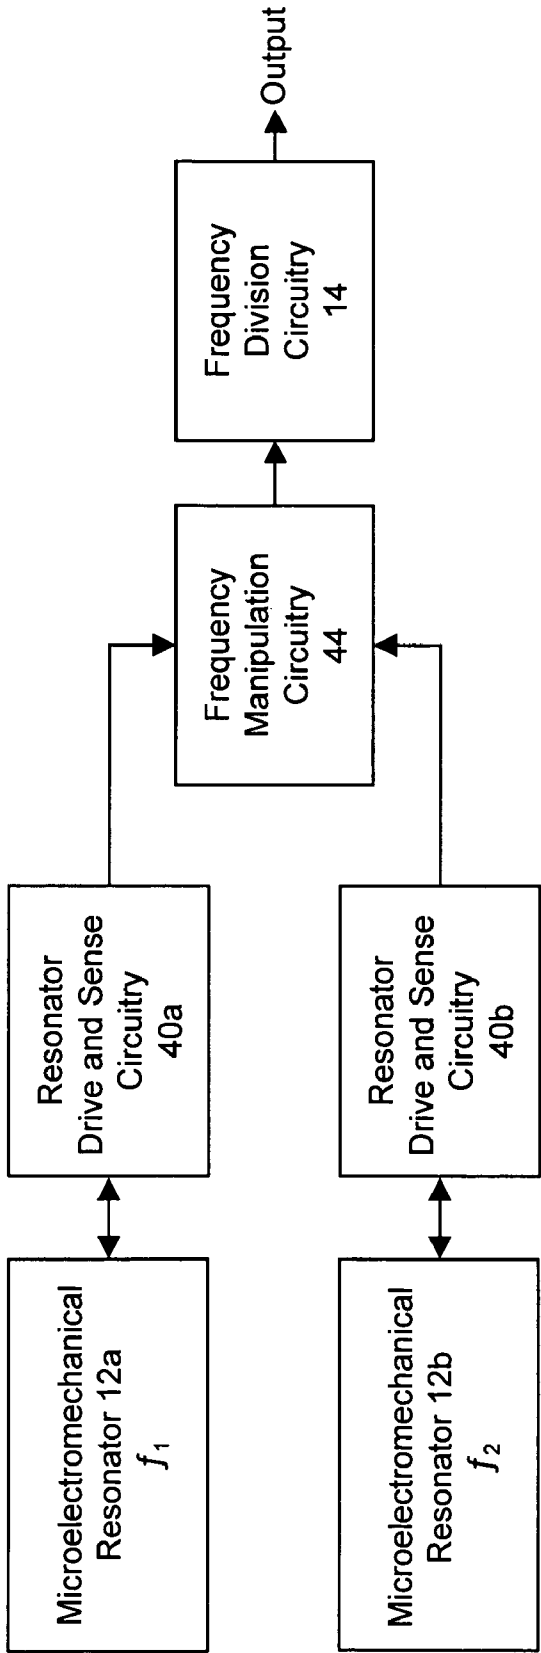 Microelectromechanical
Resonator 12a
f1
Resonator
Drive and Sense
Circuitry
40a
Microelectromechanical
Resonator 12b
f2
Resonator
Drive and Sense
Circuitry
40b
Frequency
Manipulation
Circuitry
44
Frequency
Division
Circuitry
14
Output